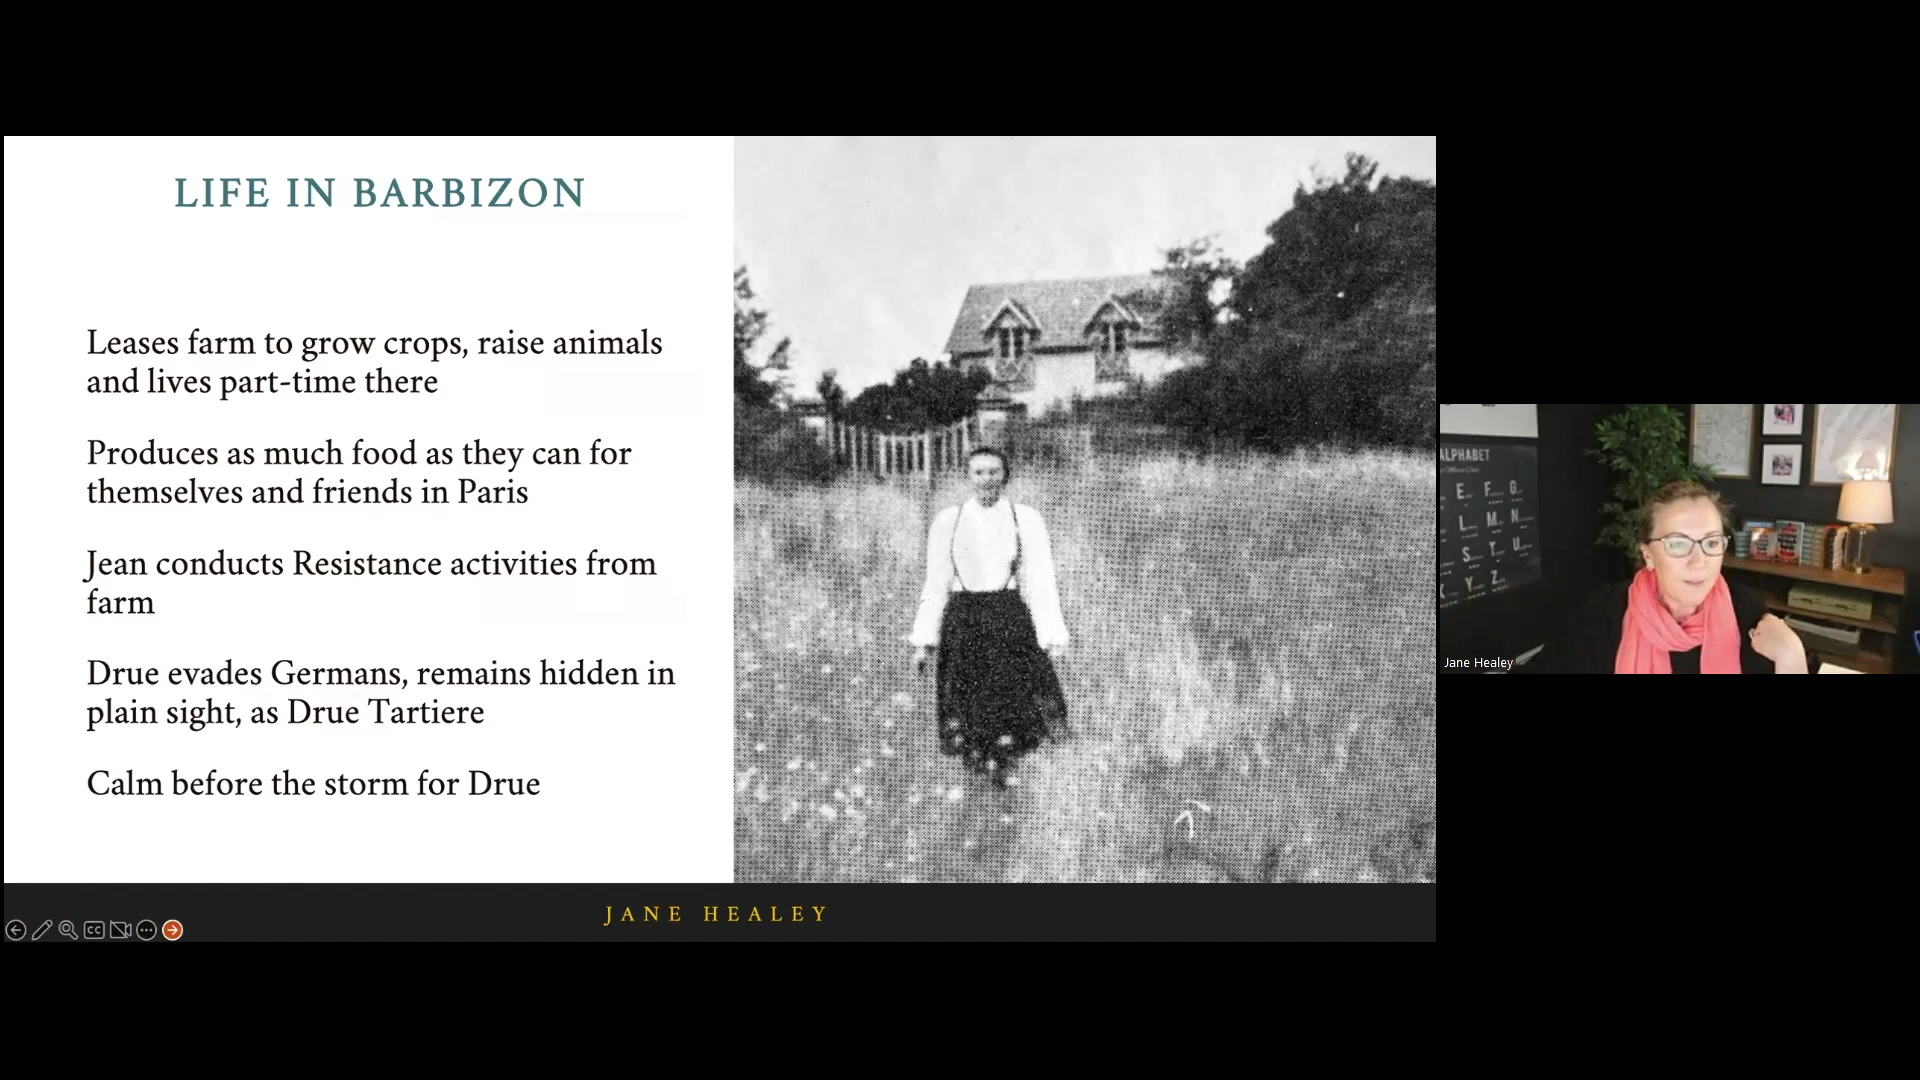 LIFE IN BARBIZON
Leases farm to grow crops, raise animals
and lives part-time there
Produces as much food as they can for
themselves and friends in Paris
Jean conducts Resistance activities from
farm
Drue evades Germans, remains hidden in
plain sight, as Drue Tartiere
Calm before the storm for Drue
JANE HEALEY
CC
ALPHABET
E F G
L M N
S T U
Y Z
Jane Healey